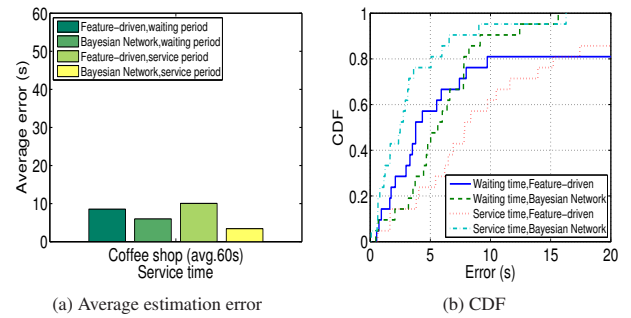 60
50
40
30
20
10
0
Average error (s)
Feature-driven,waiting period
Bayesian Network,waiting period
Feature-driven,service period
Bayesian Network,service period
Coffee shop (avg.60s)
Service time
(a) Average estimation error
1
0.8
0.6
0.4
0.2
0
CDF
Waiting time,Feature-driven
Waiting time,Bayesian Network
Service time,Feature-driven
Service time,Bayesian Network
0 5 10 15 20
Error (s)
(b) CDF